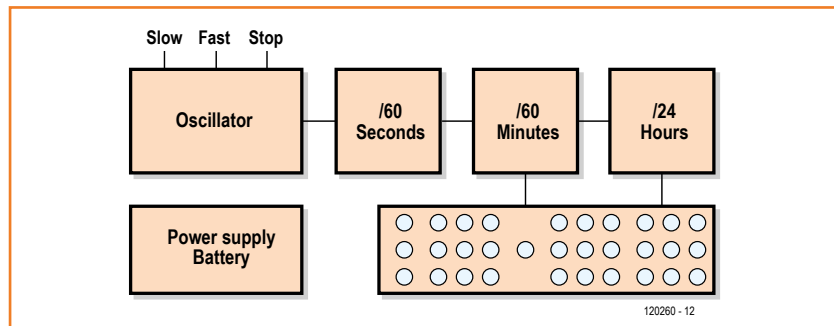 Slow Fast Stop
Oscillator
/60
Seconds
/60
Minutes
/24
Hours
Power supply
Battery
120260 - 12